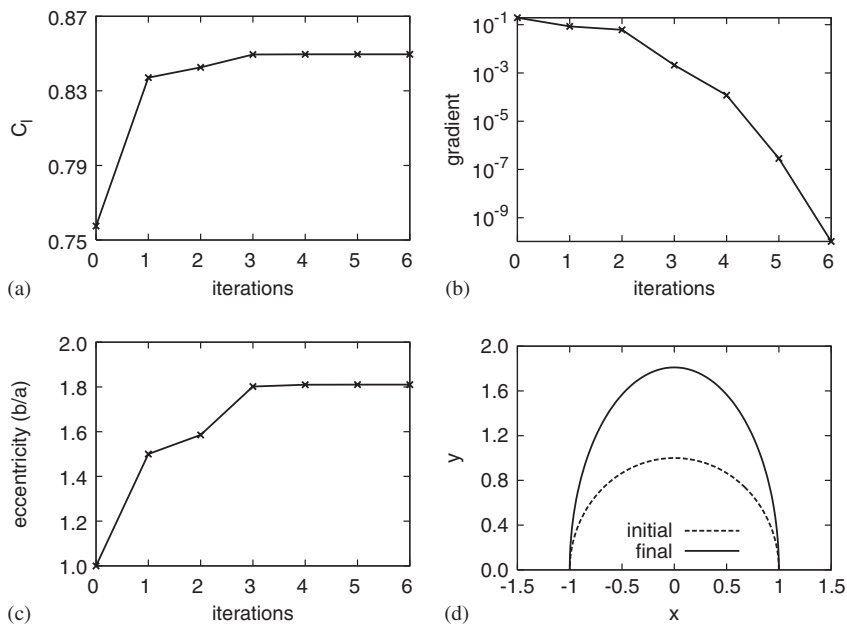 0.87
0.83
0.79
0.75
C_l
0 1 2 3 4 5 6
iterations
(a)
10^-1
10^-3
10^-5
10^-7
10^-9
gradient
0 1 2 3 4 5 6
iterations
(b)
2.0
1.8
1.6
1.4
1.2
1.0
eccentricity (b/a)
0 1 2 3 4 5 6
iterations
(c)
2.0
1.6
1.2
0.8
0.4
0.0
y
initial
final
-1.5 -1 -0.5 0 0.5 1 1.5
x
(d)